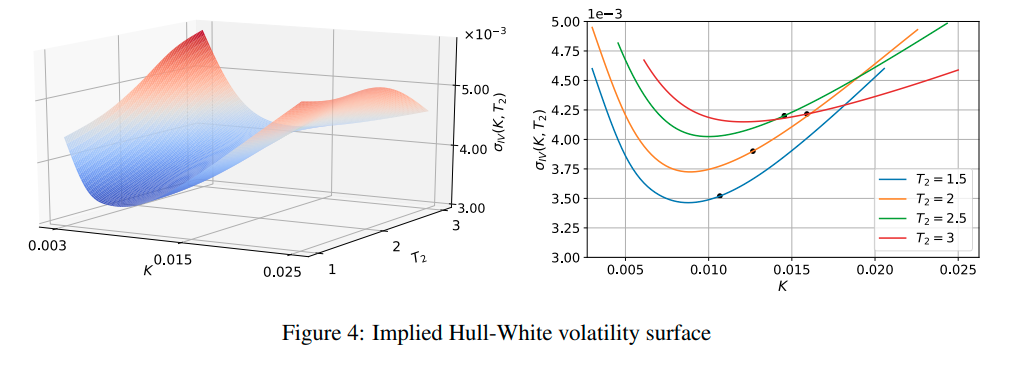 ×10⁻³
5.00
4.00
3.00
σ_IV(K, T₂)
0.003
0.015
0.025
K
1
2
3
T₂
1e−3
5.00
4.75
4.50
4.25
4.00
3.75
3.50
3.25
3.00
σ_IV(K, T₂)
0.005
0.010
0.015
0.020
0.025
K
T₂ = 1.5
T₂ = 2
T₂ = 2.5
T₂ = 3
Figure 4: Implied Hull-White volatility surface